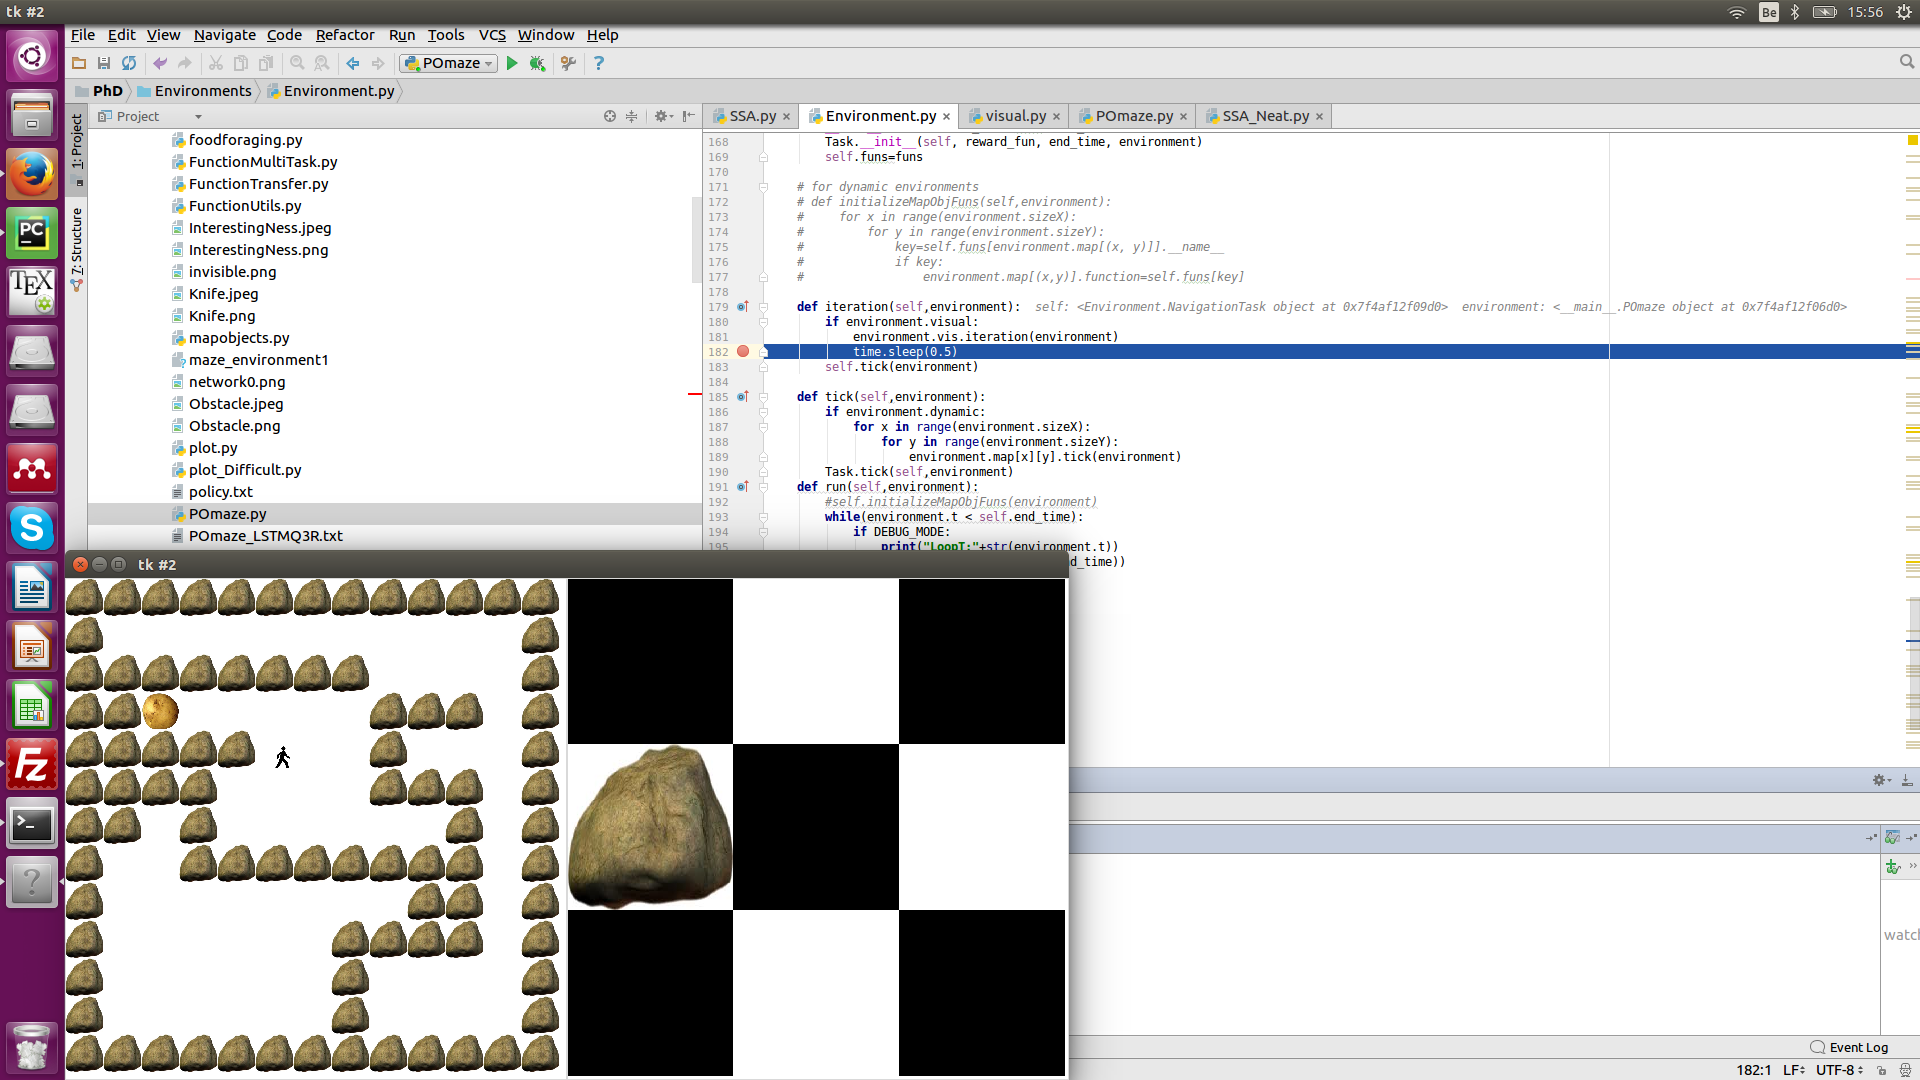 tk #2
Be
15:56
File Edit View Navigate Code Refactor Run Tools VCS Window Help
POmaze
PhD Environments Environment.py
Project
SSA.py Environment.py visual.py POmaze.py SSA_Neat.py
1: Project
7: Structure
foodforaging.py
FunctionMultiTask.py
FunctionTransfer.py
FunctionUtils.py
InterestingNess.jpeg
InterestingNess.png
invisible.png
Knife.jpeg
Knife.png
mapobjects.py
maze_environment1
network0.png
Obstacle.jpeg
Obstacle.png
plot.py
plot_Difficult.py
policy.txt
POmaze.py
POmaze_LSTMQ3R.txt
168 Task.__init__(self, reward_fun, end_time, environment)
169 self.funs=funs
170
171 # for dynamic environments
172 # def initializeMapObjFuns(self,environment):
173 # for x in range(environment.sizeX):
174 # for y in range(environment.sizeY):
175 # key=self.funs[environment.map[(x, y)]].__name__
176 # if key:
177 # environment.map[(x,y)].function=self.funs[key]
178
179 def iteration(self,environment): self: <Environment.NavigationTask object at 0x7f4af12f09d0> environment: <__main__.POmaze object at 0x7f4af12f06d0>
180 if environment.visual:
181 environment.vis.iteration(environment)
182 time.sleep(0.5)
183 self.tick(environment)
184
185 def tick(self,environment):
186 if environment.dynamic:
187 for x in range(environment.sizeX):
188 for y in range(environment.sizeY):
189 environment.map[x][y].tick(environment)
190 Task.tick(self,environment)
191 def run(self,environment):
192 #self.initializeMapObjFuns(environment)
193 while(environment.t < self.end_time):
194 if DEBUG_MODE:
195 print("LoopT:"+str(environment.t))
d_time))
tk #2
PC
TEX
S
Fz
watch
Event Log
182:1 LF UTF-8